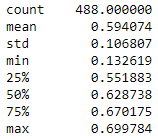 count    488.000000
mean       0.594074
std        0.106807
min        0.132619
25%        0.551883
50%        0.628738
75%        0.670175
max        0.699784